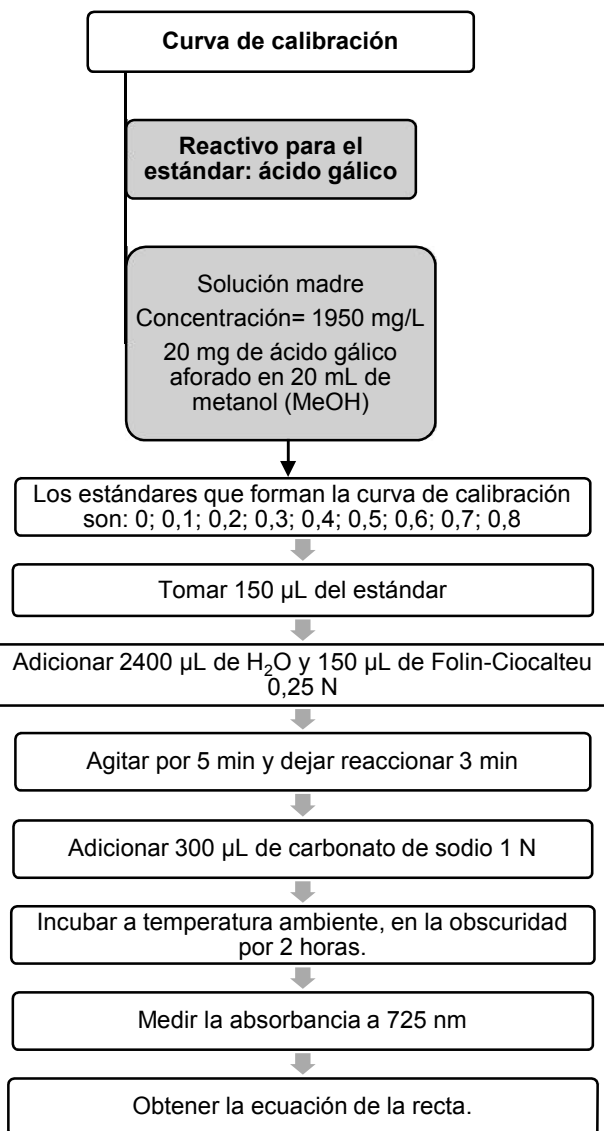 Curva de calibración
Reactivo para el
estándar: ácido gálico
Solución madre
Concentración= 1950 mg/L
20 mg de ácido gálico
aforado en 20 mL de
metanol (MeOH)
Los estándares que forman la curva de calibración
son: 0; 0,1; 0,2; 0,3; 0,4; 0,5; 0,6; 0,7; 0,8
Tomar 150 µL del estándar
Adicionar 2400 µL de H₂O y 150 µL de Folin-Ciocalteu
0,25 N
Agitar por 5 min y dejar reaccionar 3 min
Adicionar 300 µL de carbonato de sodio 1 N
Incubar a temperatura ambiente, en la obscuridad
por 2 horas.
Medir la absorbancia a 725 nm
Obtener la ecuación de la recta.